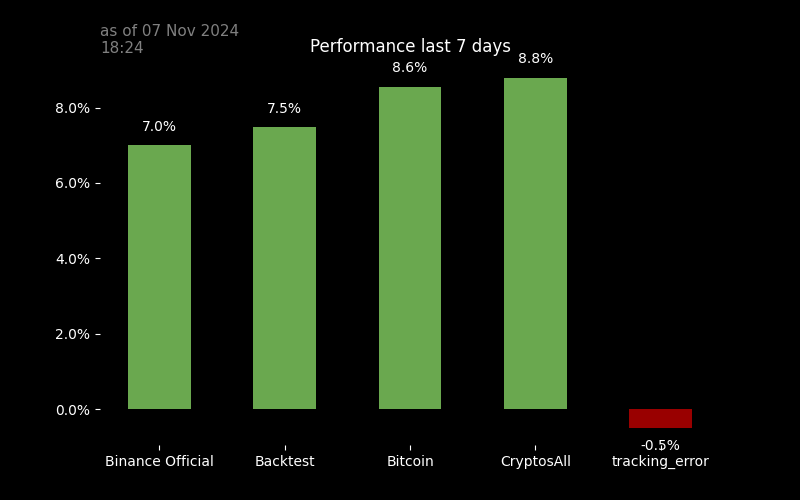 as of 07 Nov 2024
18:24
Performance last 7 days
8.8%
8.6%
8.0%
7.5%
7.0%
6.0%
4.0%
2.0%
0.0%
-0.5%
Binance Official
Backtest
Bitcoin
CryptosAll
tracking_error